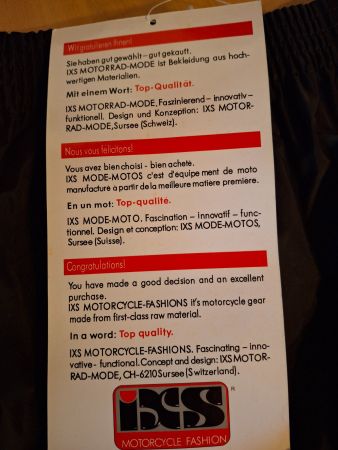 Wir gratulieren Ihnen!
Sie haben gut gewählt – gut gekauft.
IXS MOTORRAD-MODE ist Bekleidung aus hoch-
wertigen Materialien.
Mit einem Wort: Top-Qualität.
IXS MOTORRAD-MODE, Faszinierend – innovativ –
funktionell. Design und Konzeption: IXS MOTOR-
RAD-MODE, Sursee (Schweiz).
Nous vous félicitons!
Vous avez bien choisi - bien acheté.
IXS MODE-MOTOS c'est d'equipement de moto
manufacturé à partir de la meilleure matiere premiere.
En un mot: Top-qualité.
IXS MODE-MOTO. Fascination – innovatif – func-
tionnel. Design et conception: IXS MODE-MOTOS,
Sursee (Suisse).
Congratulations!
You have made a good decision and an excellent
purchase.
IXS MOTORCYCLE-FASHIONS it's motorcycle gear
made from first-class raw material.
In a word: Top quality.
IXS MOTORCYCLE-FASHIONS. Fascinating – inno-
vative - functional. Concept and design: IXS MOTOR-
RAD-MODE, CH-6210 Sursee (Switzerland).
iXS ®
MOTORCYCLE FASHION